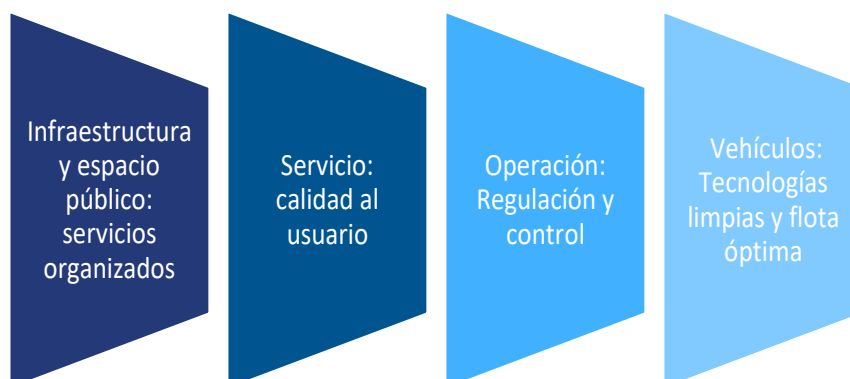 Infraestructura
y espacio
público:
servicios
organizados
Servicio:
calidad al
usuario
Operación:
Regulación y
control
Vehículos:
Tecnologías
limpias y flota
óptima